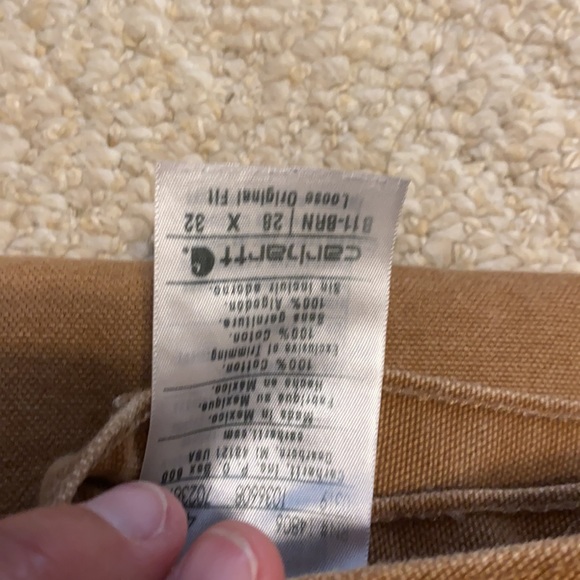 1036608
Carhartt, Inc. P.O. Box 600
Dearborn, MI 48121 USA
carhartt.com
Made in Mexico.
Fabriqué au Mexique.
Hecho en Mexico.
100% Cotton.
Exclusive of Trimming
100% Coton.
Sans garniture.
100% Algodón.
Sin incluir adorno.
carhartt
B11-BRN | 28 X 32
Loose Original Fit